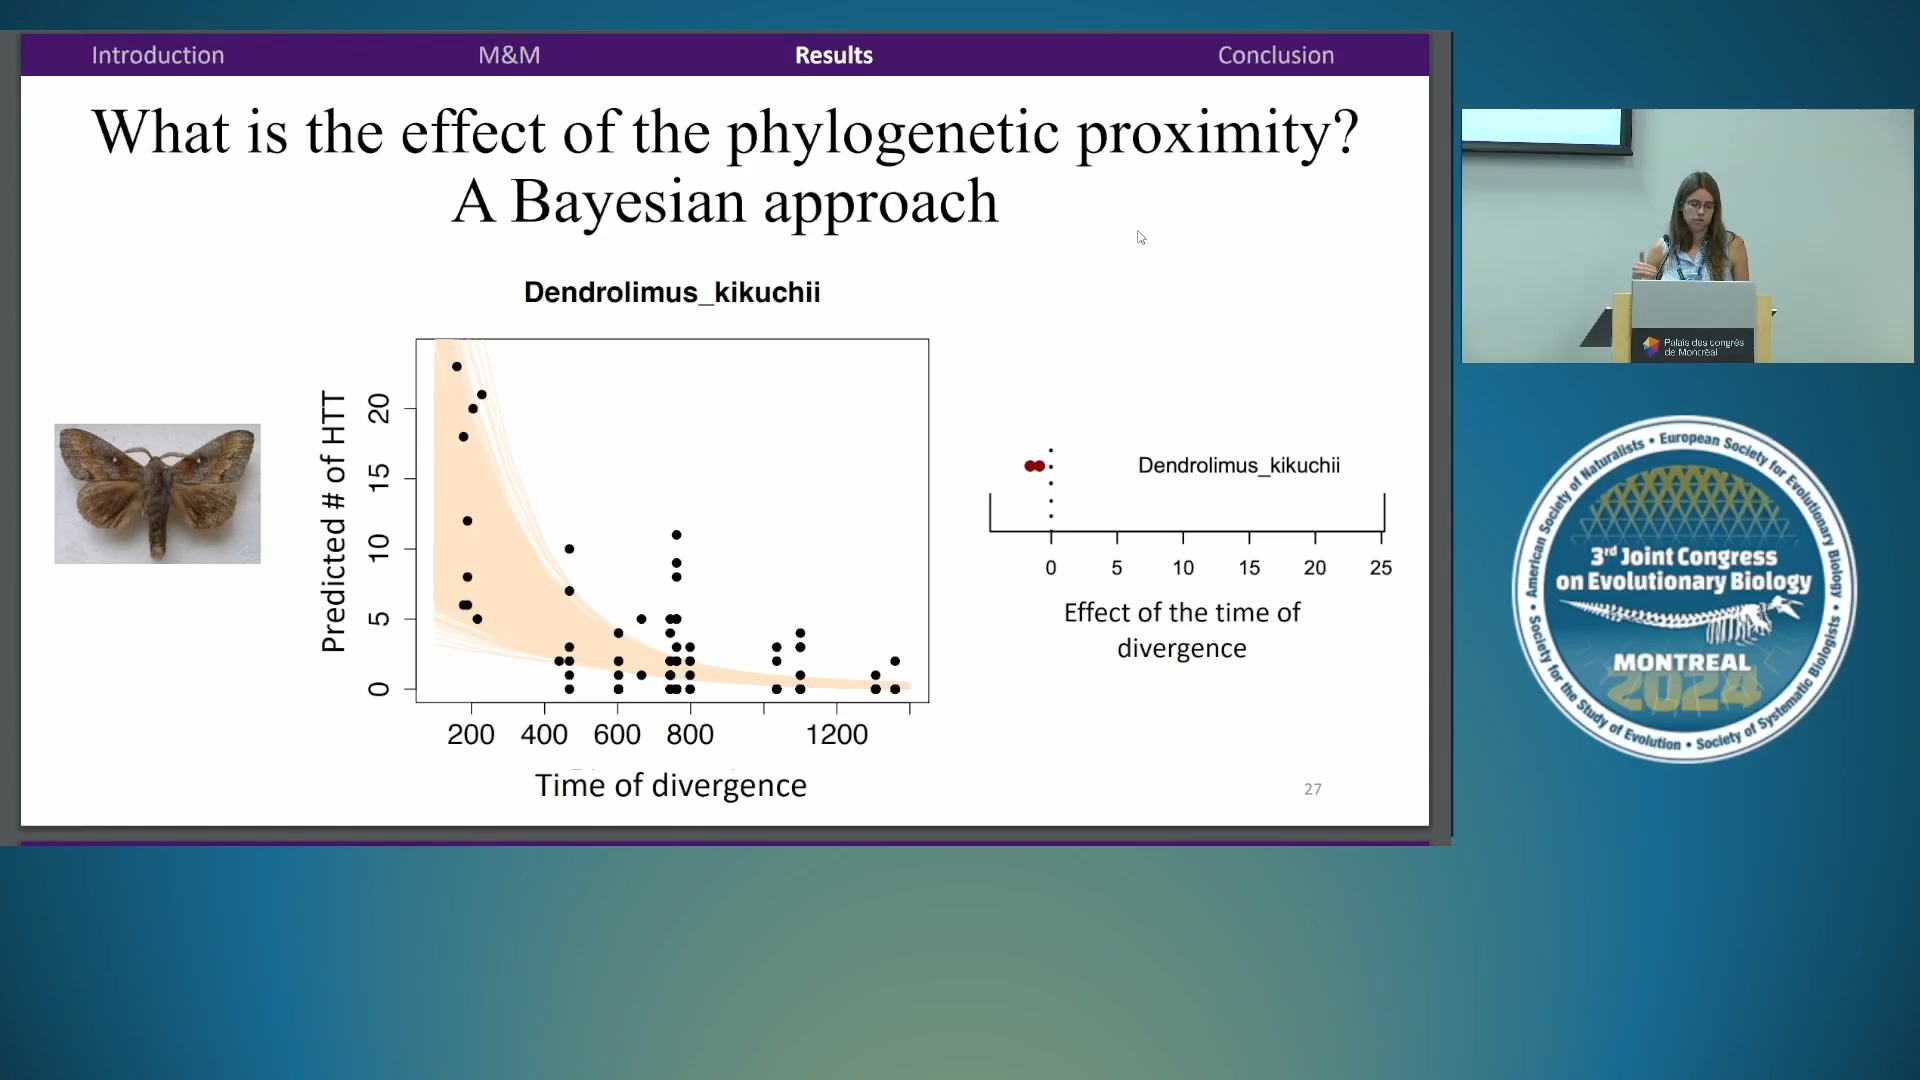 Introduction
M&M
Results
Conclusion
What is the effect of the phylogenetic proximity?
A Bayesian approach
Dendrolimus_kikuchii
Predicted # of HTT
20
15
10
5
0
200 400 600 800 1200
Time of divergence
Dendrolimus_kikuchii
0 5 10 15 20 25
Effect of the time of
divergence
27
Palais des congrès
de Montréal
American Society of Naturalists • European Society for Evolutionary Biology • Society of Systematic Biologists • Society for the Study of Evolution •
3rd Joint Congress
on Evolutionary Biology
MONTREAL
2024